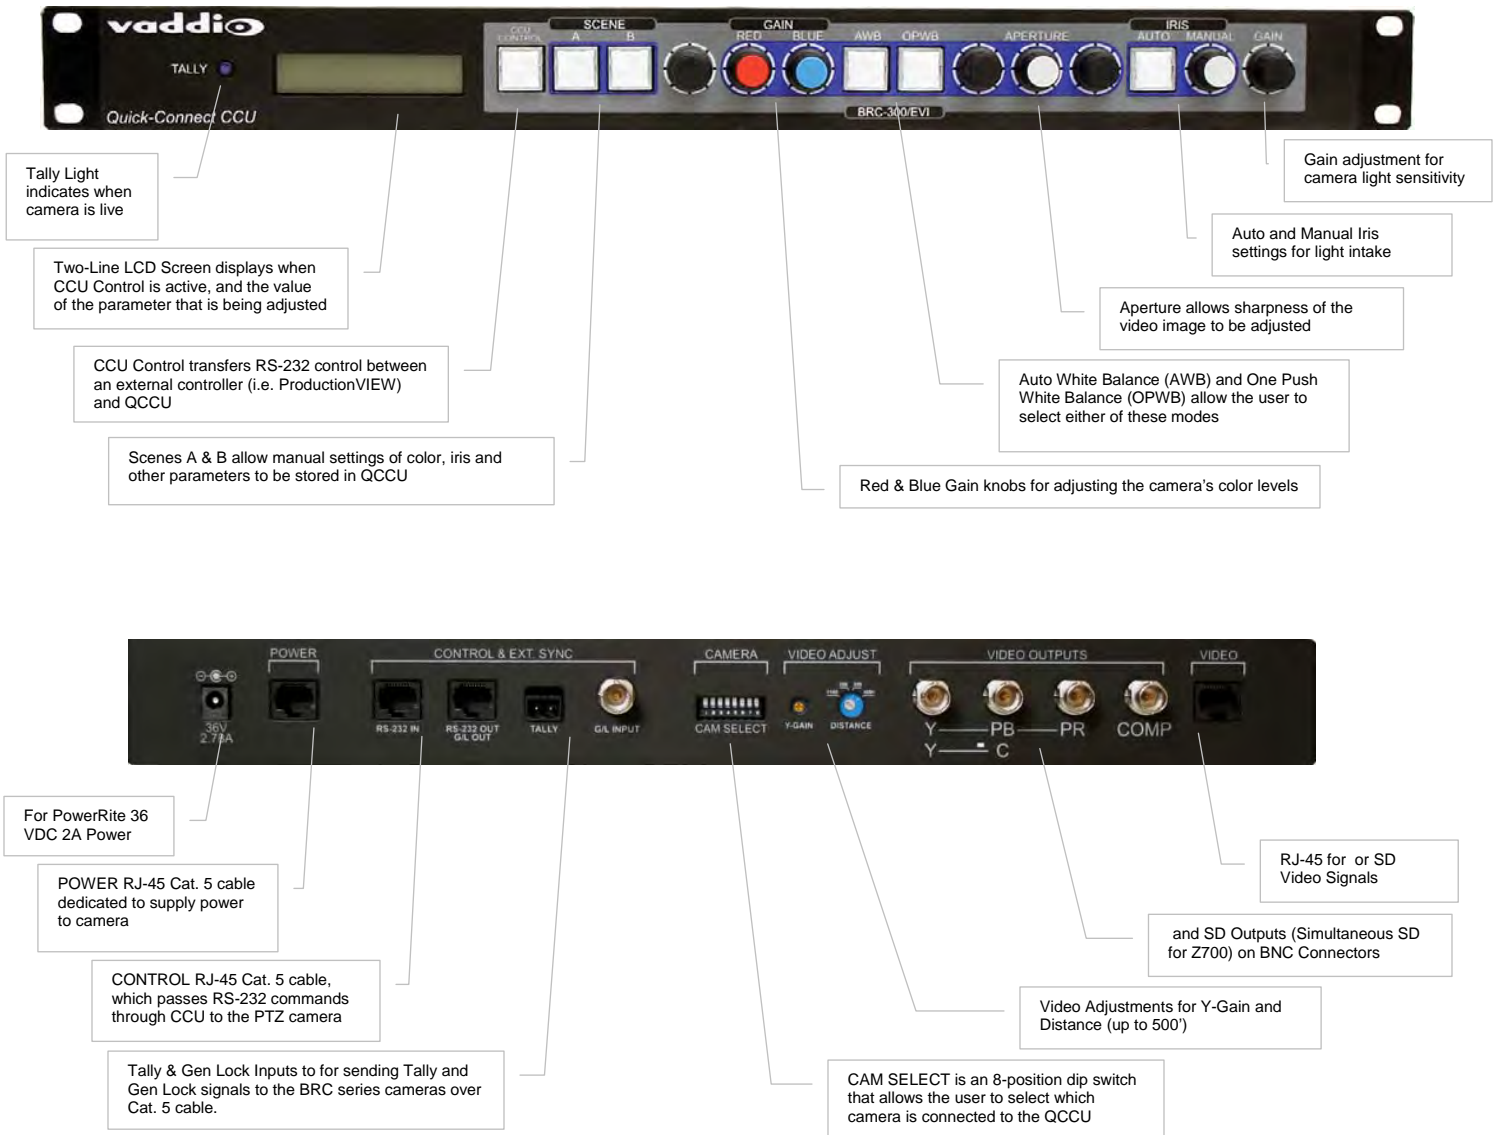 vaddio
TALLY
Quick-Connect CCU
CCU
CONTROL
SCENE
A B
GAIN
RED BLUE
AWB OPWB
APERTURE
IRIS
AUTO MANUAL
GAIN
BRC-300/EVI
Tally Light
indicates when
camera is live
Two-Line LCD Screen displays when
CCU Control is active, and the value
of the parameter that is being adjusted
CCU Control transfers RS-232 control between
an external controller (i.e. ProductionVIEW)
and QCCU
Scenes A & B allow manual settings of color, iris and
other parameters to be stored in QCCU
Gain adjustment for
camera light sensitivity
Auto and Manual Iris
settings for light intake
Aperture allows sharpness of the
video image to be adjusted
Auto White Balance (AWB) and One Push
White Balance (OPWB) allow the user to
select either of these modes
Red & Blue Gain knobs for adjusting the camera's color levels
POWER
36V
CONTROL & EXT. SYNC
RS-232 IN
RS-232 OUT
G/L OUT
TALLY
G/L INPUT
CAMERA
CAM SELECT
VIDEO ADJUST
Y-GAIN
DISTANCE
VIDEO OUTPUTS
Y PB PR COMP
Y C
VIDEO
For PowerRite 36
VDC 2A Power
POWER RJ-45 Cat. 5 cable
dedicated to supply power
to camera
CONTROL RJ-45 Cat. 5 cable,
which passes RS-232 commands
through CCU to the PTZ camera
Tally & Gen Lock Inputs to for sending Tally and
Gen Lock signals to the BRC series cameras over
Cat. 5 cable.
RJ-45 for or SD
Video Signals
and SD Outputs (Simultaneous SD
for Z700) on BNC Connectors
Video Adjustments for Y-Gain and
Distance (up to 500')
CAM SELECT is an 8-position dip switch
that allows the user to select which
camera is connected to the QCCU